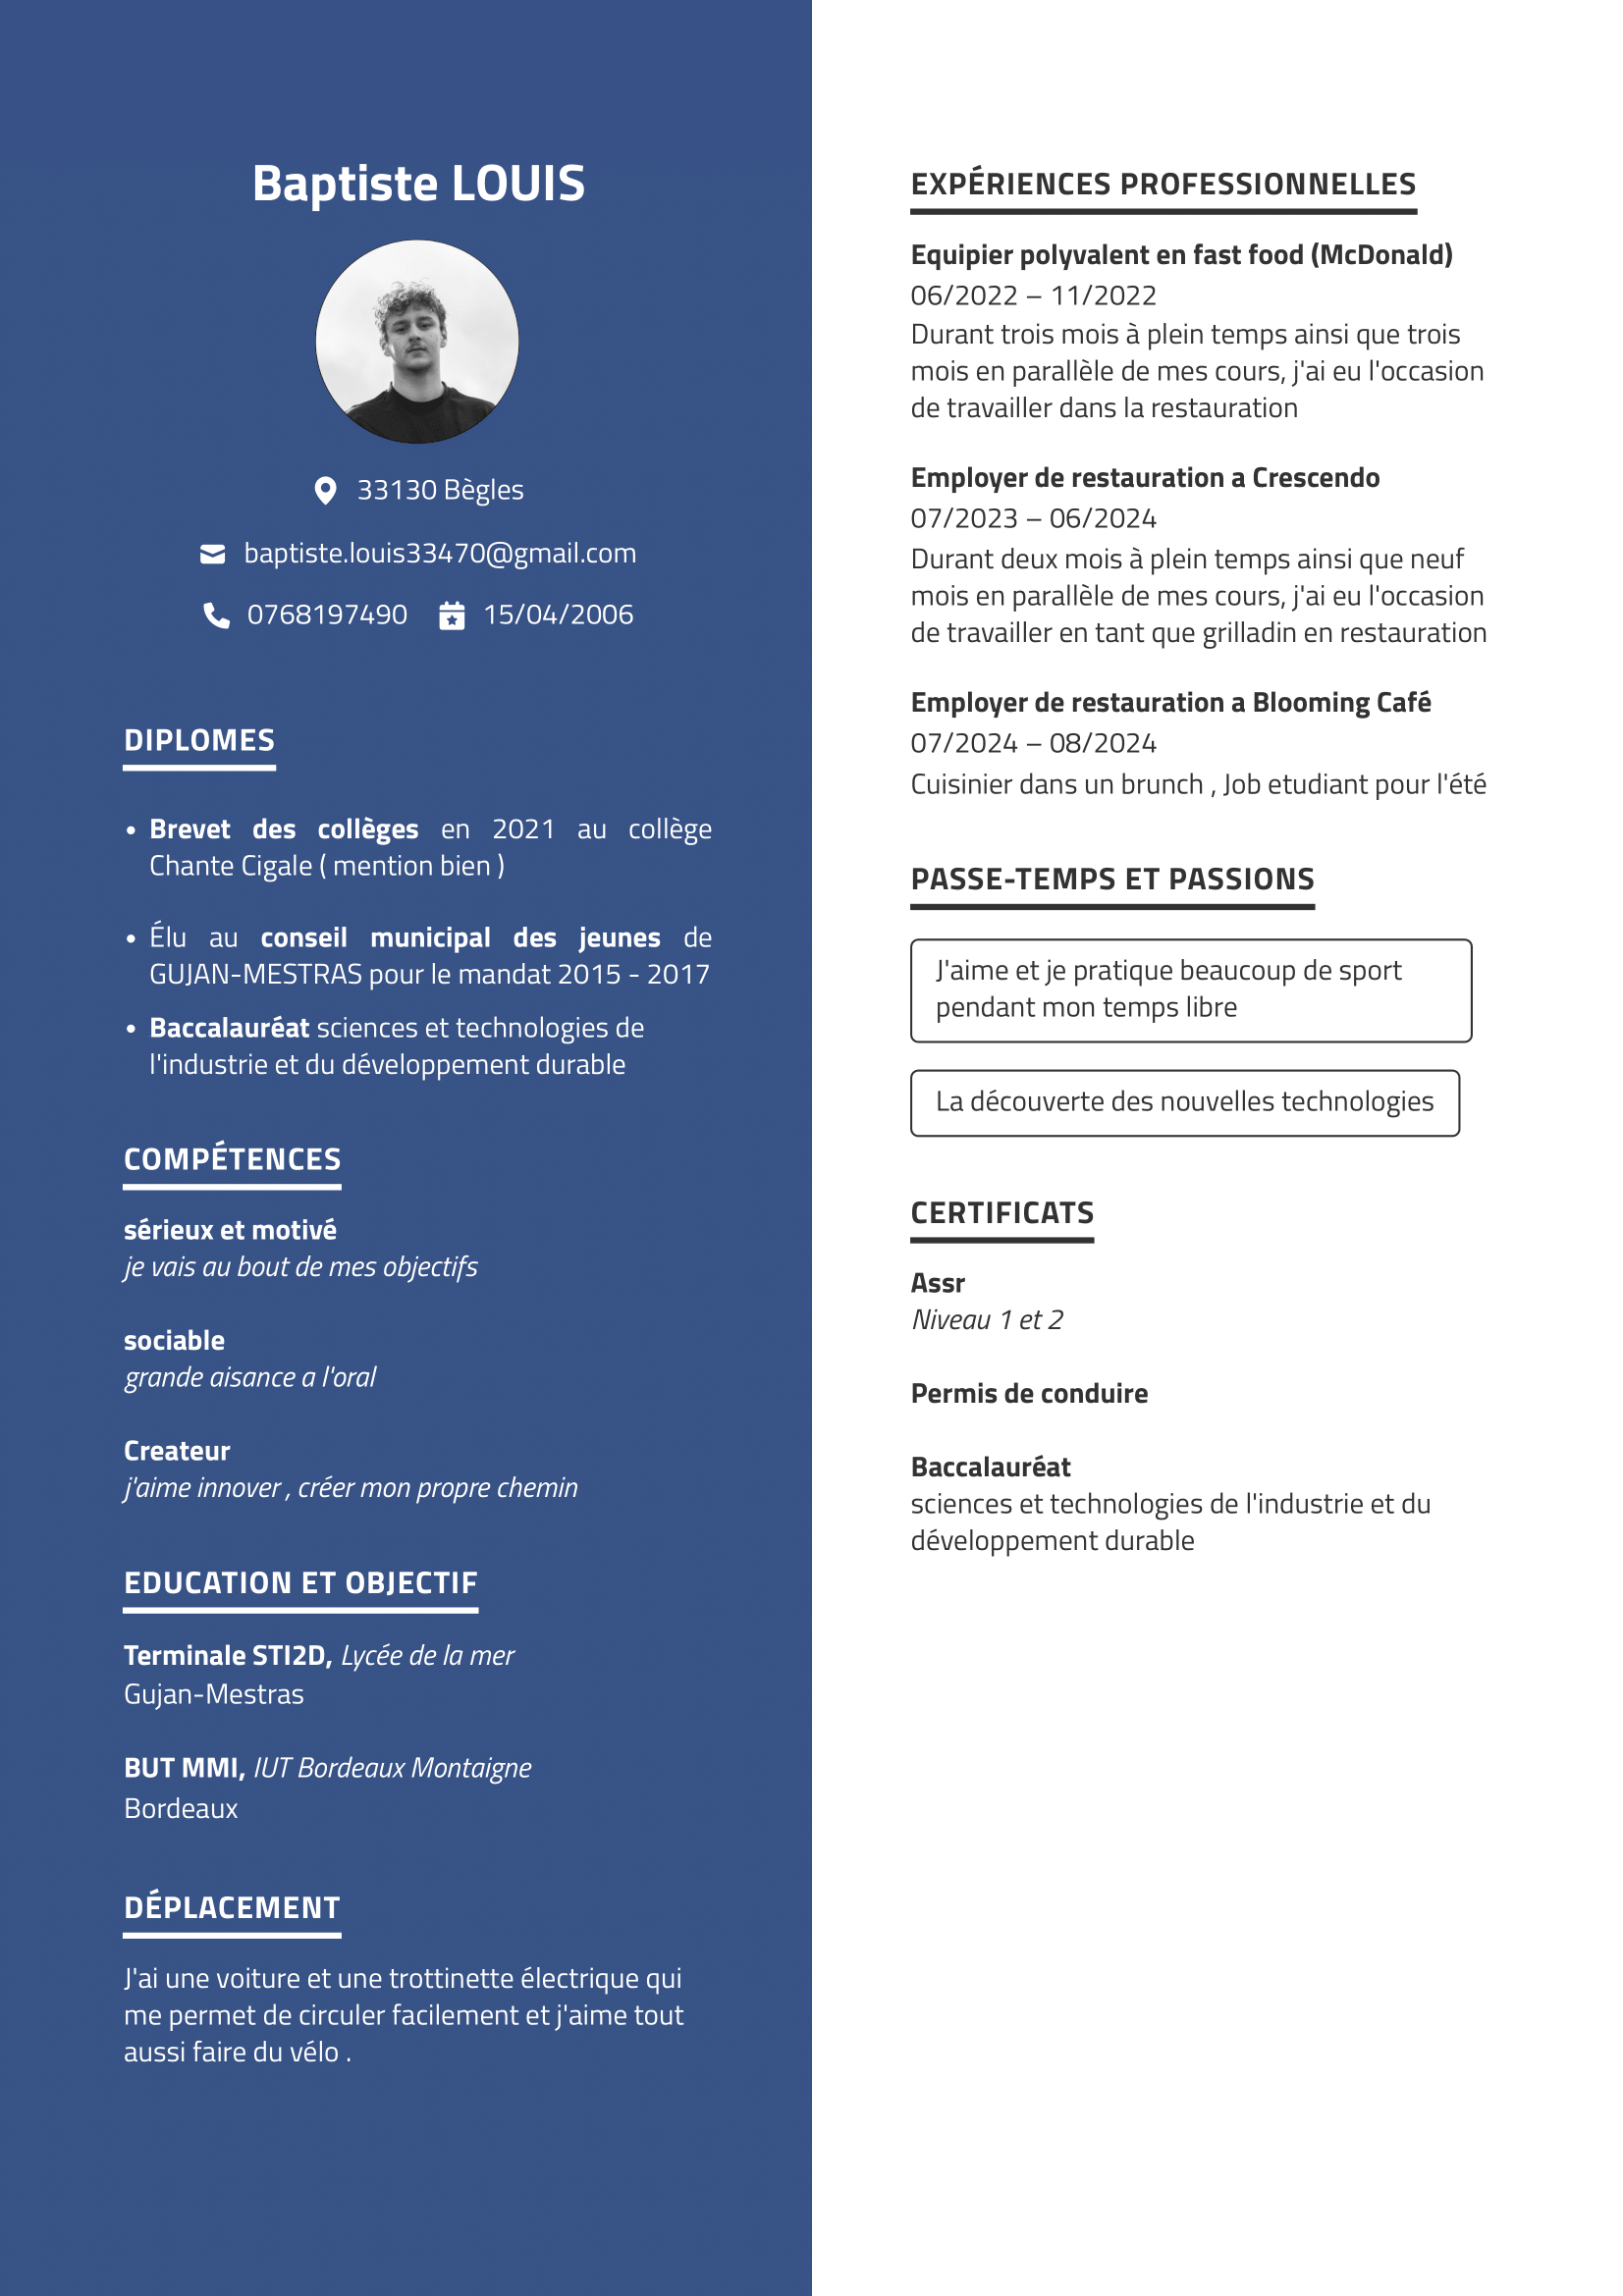 Baptiste LOUIS
33130 Bègles
baptiste.louis33470@gmail.com
0768197490 15/04/2006
DIPLOMES
• Brevet des collèges en 2021 au collège
Chante Cigale ( mention bien )
• Élu au conseil municipal des jeunes de
GUJAN-MESTRAS pour le mandat 2015 - 2017
• Baccalauréat sciences et technologies de
l'industrie et du développement durable
COMPÉTENCES
sérieux et motivé
je vais au bout de mes objectifs
sociable
grande aisance a l'oral
Createur
j'aime innover , créer mon propre chemin
EDUCATION ET OBJECTIF
Terminale STI2D, Lycée de la mer
Gujan-Mestras
BUT MMI, IUT Bordeaux Montaigne
Bordeaux
DÉPLACEMENT
J'ai une voiture et une trottinette électrique qui
me permet de circuler facilement et j'aime tout
aussi faire du vélo .
EXPÉRIENCES PROFESSIONNELLES
Equipier polyvalent en fast food (McDonald)
06/2022 – 11/2022
Durant trois mois à plein temps ainsi que trois
mois en parallèle de mes cours, j'ai eu l'occasion
de travailler dans la restauration
Employer de restauration a Crescendo
07/2023 – 06/2024
Durant deux mois à plein temps ainsi que neuf
mois en parallèle de mes cours, j'ai eu l'occasion
de travailler en tant que grilladin en restauration
Employer de restauration a Blooming Café
07/2024 – 08/2024
Cuisinier dans un brunch , Job etudiant pour l'été
PASSE-TEMPS ET PASSIONS
J'aime et je pratique beaucoup de sport
pendant mon temps libre
La découverte des nouvelles technologies
CERTIFICATS
Assr
Niveau 1 et 2
Permis de conduire
Baccalauréat
sciences et technologies de l'industrie et du
développement durable